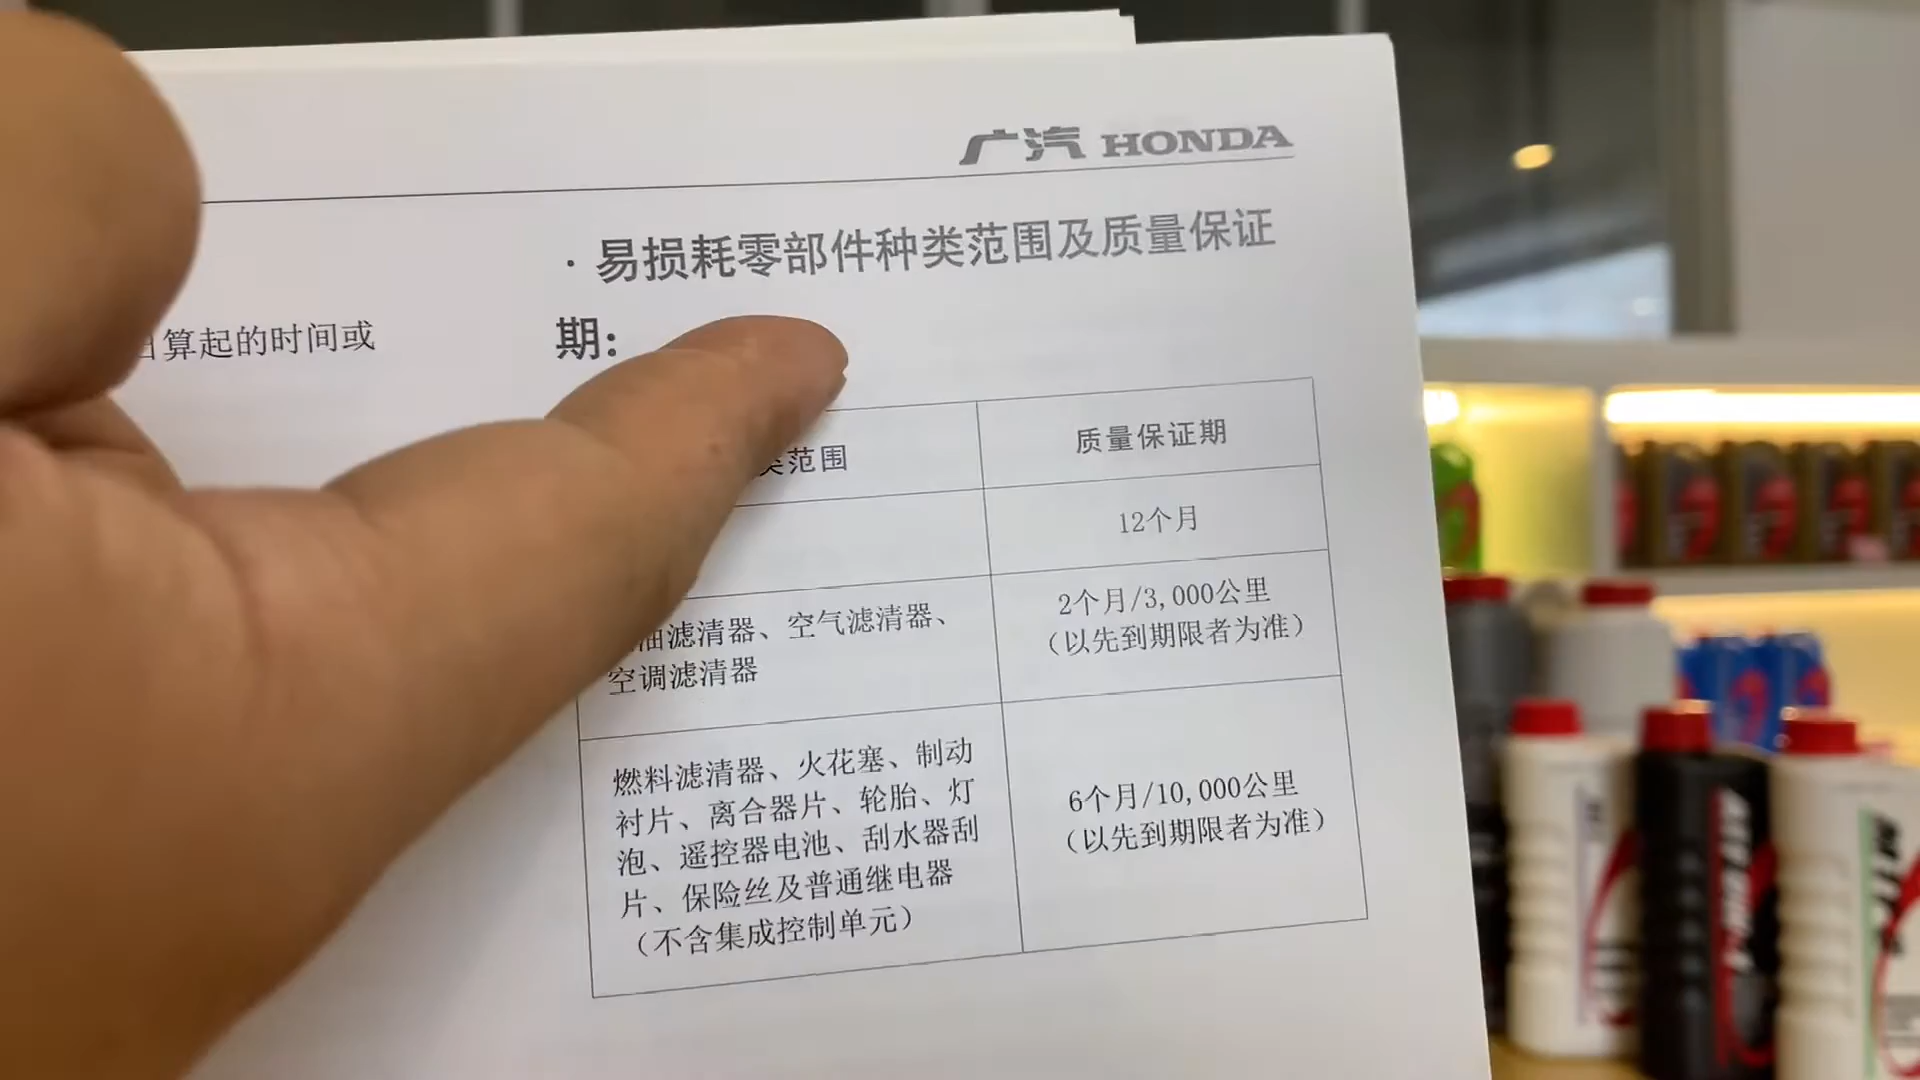 广汽 HONDA
· 易损耗零部件种类范围及质量保证
期:
算起的时间或
范围
质量保证期
12个月
油滤清器、空气滤清器、
空调滤清器
2个月/3,000公里
(以先到期限者为准)
燃料滤清器、火花塞、制动
衬片、离合器片、轮胎、灯
泡、遥控器电池、刮水器刮
片、保险丝及普通继电器
(不含集成控制单元)
6个月/10,000公里
(以先到期限者为准)